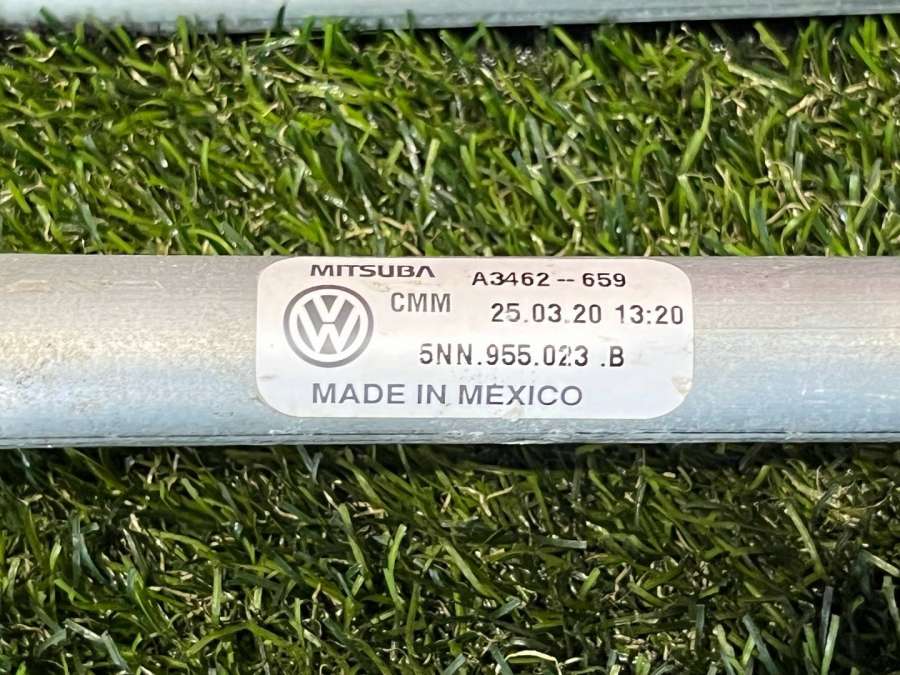 MITSUBA A3462--659
CMM 25.03.20 13:20
5NN.955.023 .B
MADE IN MEXICO